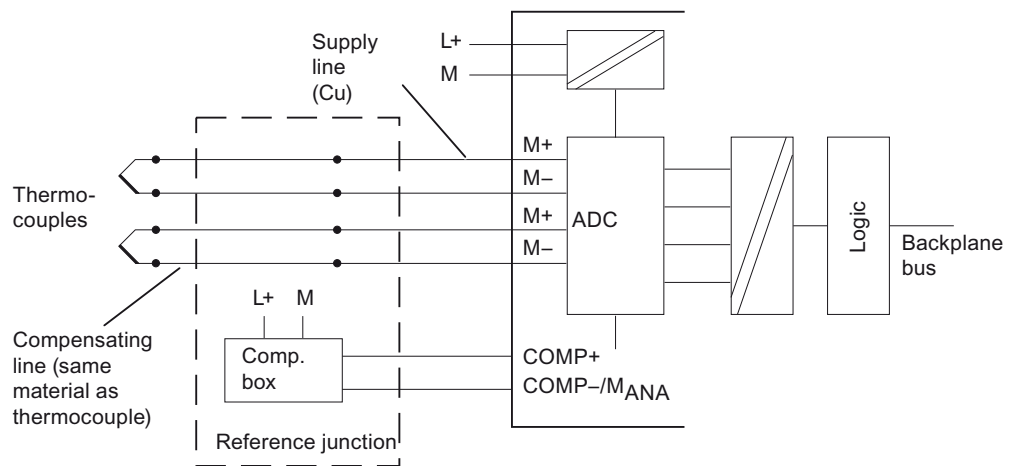 Supply
line
(Cu)
L+
M
Thermo-
couples
M+
M–
M+
M–
ADC
Logic
Backplane
bus
Compensating
line (same
material as
thermocouple)
L+ M
Comp.
box
COMP+
COMP–/MANA
Reference junction